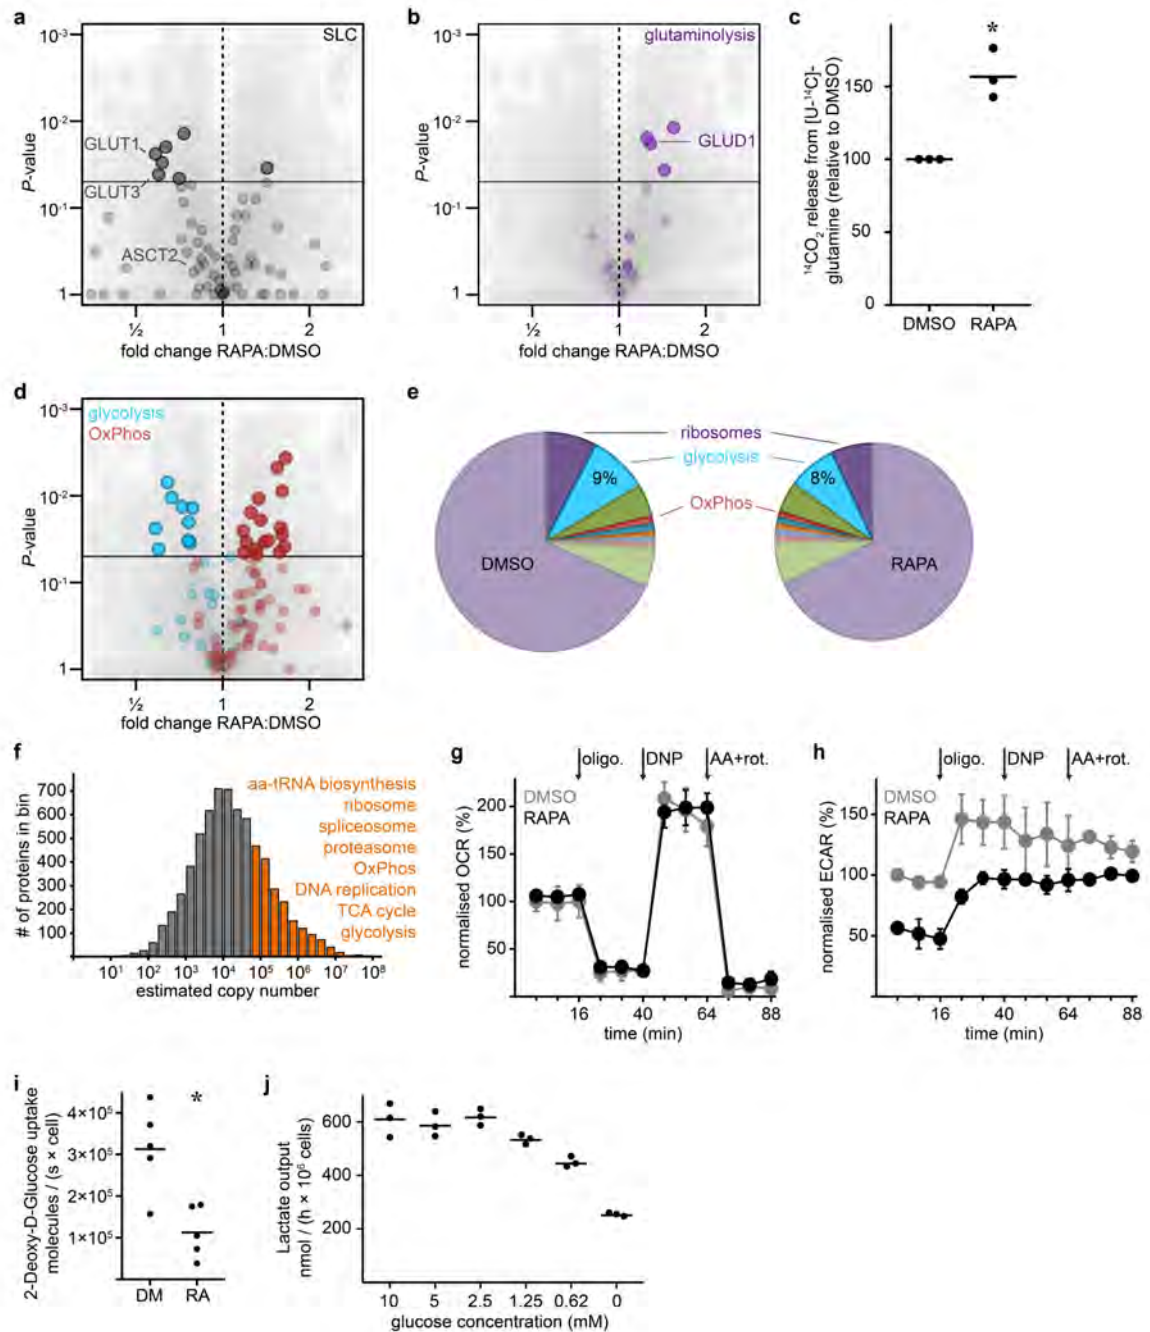 a
SLC
GLUT1
GLUT3
ASCT2
10⁻³
10⁻²
10⁻¹
1
P-value
½ 1 2
fold change RAPA:DMSO
b
glutaminolysis
GLUD1
10⁻³
10⁻²
10⁻¹
1
P-value
½ 1 2
fold change RAPA:DMSO
c
*
¹⁴CO₂ release from [U-¹⁴C]-
glutamine (relative to DMSO)
150
100
50
0
DMSO RAPA
d
glycolysis
OxPhos
10⁻³
10⁻²
10⁻¹
1
P-value
½ 1 2
fold change RAPA:DMSO
e
ribosomes
glycolysis
9% 8%
OxPhos
DMSO RAPA
f
# of proteins in bin
700
600
500
400
300
200
100
aa-tRNA biosynthesis
ribosome
spliceosome
proteasome
OxPhos
DNA replication
TCA cycle
glycolysis
10¹ 10² 10³ 10⁴ 10⁵ 10⁶ 10⁷ 10⁸
estimated copy number
g
oligo. DNP AA+rot.
DMSO
RAPA
normalised OCR (%)
200
150
100
50
16 40 64 88
time (min)
h
oligo. DNP AA+rot.
DMSO
RAPA
normalised ECAR (%)
150
100
50
16 40 64 88
time (min)
i
*
2-Deoxy-D-Glucose uptake
molecules / (s × cell)
4×10⁵
3×10⁵
2×10⁵
1×10⁵
DM RA
j
Lactate output
nmol / (h × 10⁶ cells)
600
400
200
10 5 2.5 1.25 0.62 0
glucose concentration (mM)